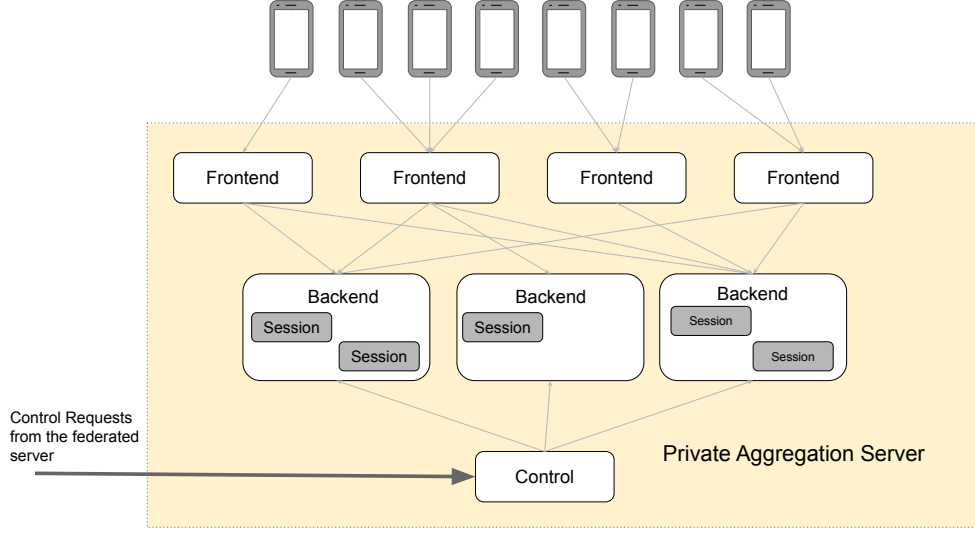 Frontend
Frontend
Frontend
Frontend
Backend
Session
Session
Backend
Session
Backend
Session
Session
Control Requests
from the federated
server
Private Aggregation Server
Control